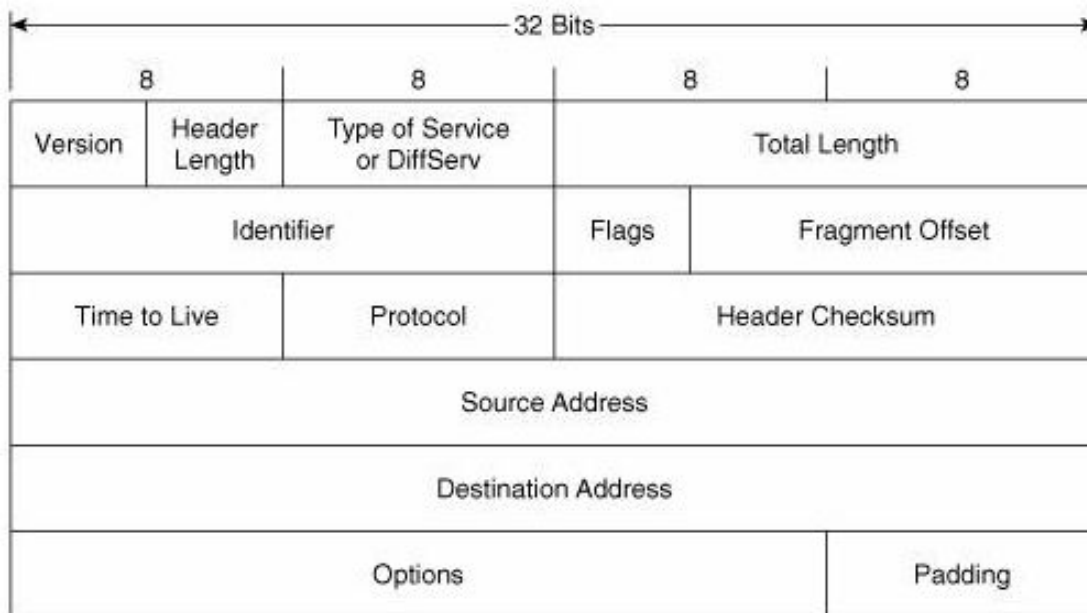 32 Bits
8 8 8 8
Version
Header
Length
Type of Service
or DiffServ
Total Length
Identifier
Flags
Fragment Offset
Time to Live
Protocol
Header Checksum
Source Address
Destination Address
Options
Padding